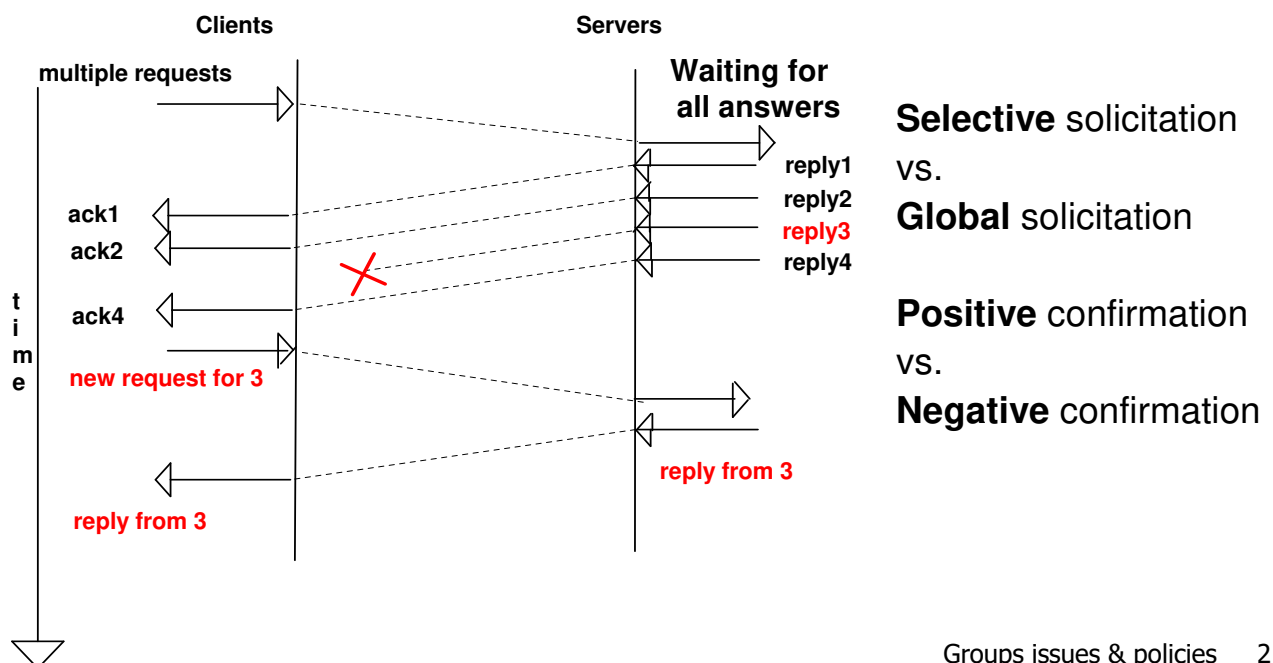 Clients
Servers
multiple requests
Waiting for
all answers
Selective solicitation
vs.
Global solicitation
reply1
reply2
reply3
reply4
ack1
ack2
ack4
time
new request for 3
Positive confirmation
vs.
Negative confirmation
reply from 3
reply from 3
Groups issues & policies 2